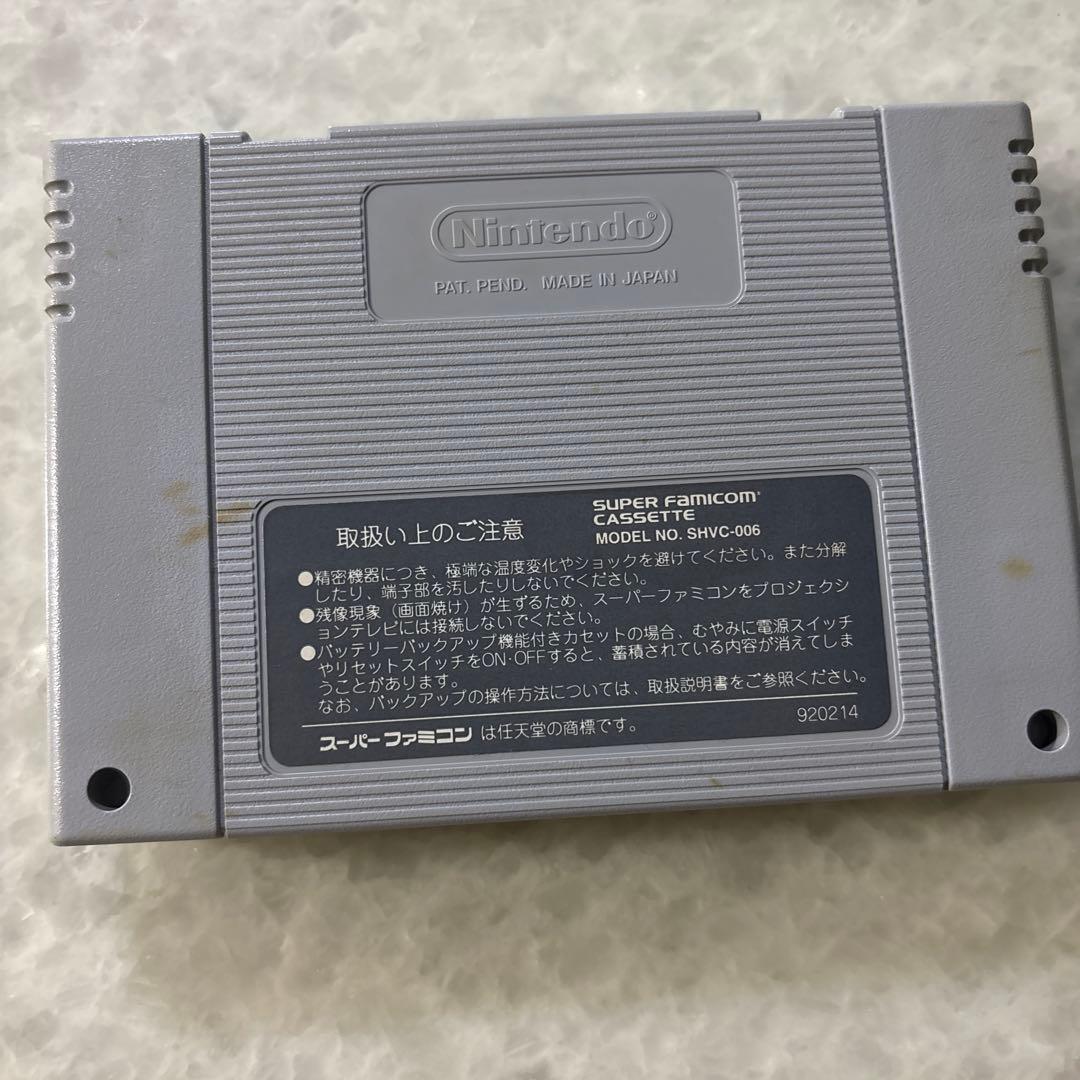 Nintendo®
PAT. PEND. MADE IN JAPAN
取扱い上のご注意
SUPER FAMICOM
CASSETTE
MODEL NO. SHVC-006
●精密機器につき、極端な温度変化やショックを避けてください。また分解
したり、端子部を汚したりしないでください。
●残像現象（画面焼け）が生ずるため、スーパーファミコンをプロジェクシ
ョンテレビには接続しないでください。
●バッテリーバックアップ機能付きカセットの場合、むやみに電源スイッチ
やリセットスイッチをON・OFFすると、蓄積されている内容が消えてしま
うことがあります。
なお、バックアップの操作方法については、取扱説明書をご参照ください。
スーパーファミコン は任天堂の商標です。
920214